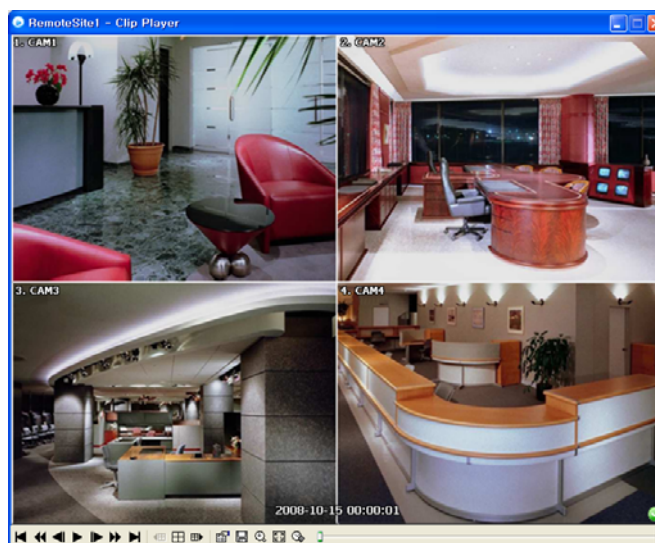 RemoteSite1 - Clip Player
1. CAM1
2. CAM2
3. CAM3
4. CAM4
2008-10-15 00:00:01